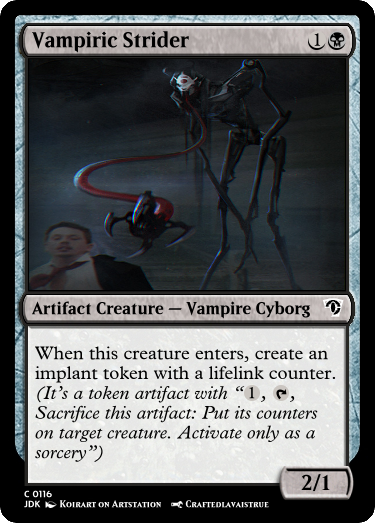 Vampiric Strider 1
Artifact Creature — Vampire Cyborg
When this creature enters, create an
implant token with a lifelink counter.
(It's a token artifact with “1, ,
Sacrifice this artifact: Put its counters
on target creature. Activate only as a
sorcery”)
2/1
C 0116
JDK Koirart on Artstation Craftedlavaistrue